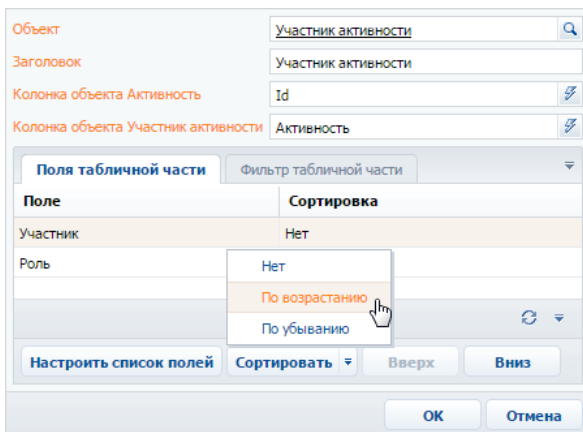 Объект Участник активности
Заголовок Участник активности
Колонка объекта Активность Id
Колонка объекта Участник активности Активность
Поля табличной части Фильтр табличной части
Поле Сортировка
Участник Нет
Роль
Нет
По возрастанию
По убыванию
Настроить список полей Сортировать Вверх Вниз
ОК Отмена